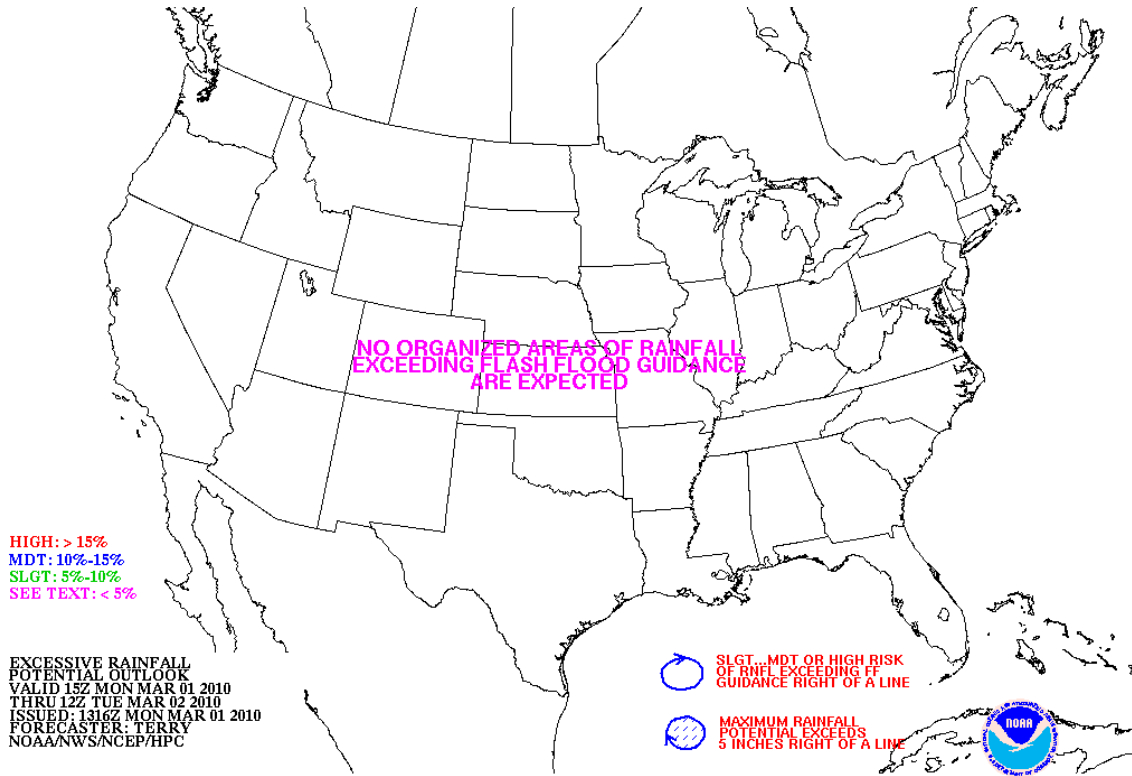 NO ORGANIZED AREAS OF RAINFALL
EXCEEDING FLASH FLOOD GUIDANCE
ARE EXPECTED
HIGH: > 15%
MDT: 10%-15%
SLGT: 5%-10%
SEE TEXT: < 5%
EXCESSIVE RAINFALL
POTENTIAL OUTLOOK
VALID 15Z MON MAR 01 2010
THRU 12Z TUE MAR 02 2010
ISSUED: 1316Z MON MAR 01 2010
FORECASTER: TERRY
NOAA/NWS/NCEP/HPC
SLGT...MDT OR HIGH RISK
OF RNFL EXCEEDING FF
GUIDANCE RIGHT OF A LINE
MAXIMUM RAINFALL
POTENTIAL EXCEEDS
5 INCHES RIGHT OF A LINE
NOAA